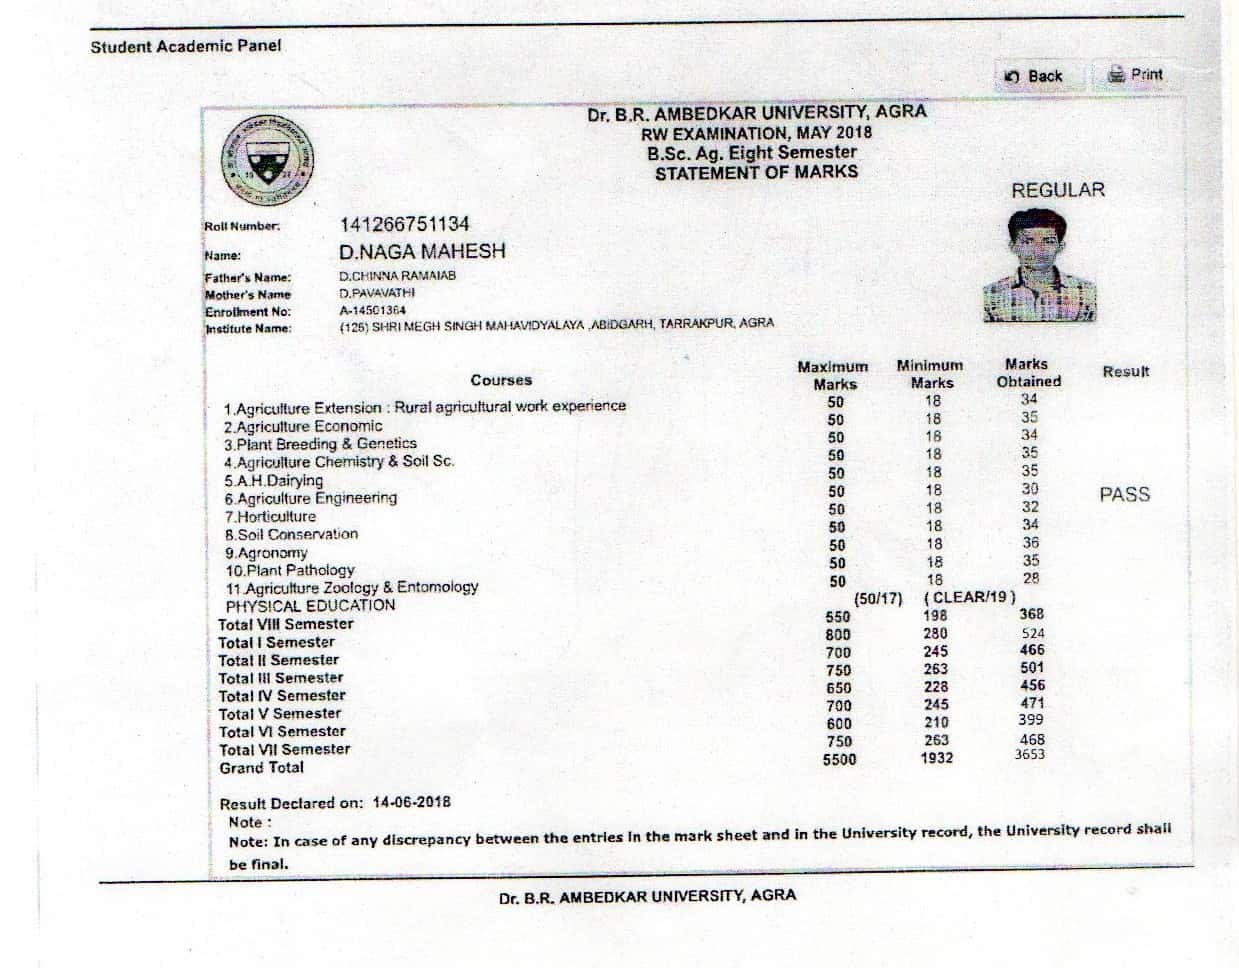 Student Academic Panel
Back
Print
Dr. B.R. AMBEDKAR UNIVERSITY, AGRA
RW EXAMINATION, MAY 2018
B.Sc. Ag. Eight Semester
STATEMENT OF MARKS
REGULAR
Roll Number: 141266751134
Name: D.NAGA MAHESH
Father's Name: D.CHINNA RAMAIAB
Mother's Name D.PAVAVATHI
Enrollment No: A-14501364
Institute Name: (126) SHRI MEGH SINGH MAHAVIDYALAYA ,ABIDGARH, TARRAKPUR, AGRA
Courses Maximum Marks Minimum Marks Marks Obtained Result
1.Agriculture Extension : Rural agricultural work experience 50 18 34
2.Agriculture Economic 50 18 35
3.Plant Breeding & Genetics 50 18 34
4.Agriculture Chemistry & Soil Sc. 50 18 35
5.A.H.Dairying 50 18 35
6.Agriculture Engineering 50 18 30 PASS
7.Horticulture 50 18 32
8.Soil Conservation 50 18 34
9.Agronomy 50 18 36
10.Plant Pathology 50 18 35
11.Agriculture Zoology & Entomology 50 18 28
PHYSICAL EDUCATION (50/17) ( CLEAR/19 )
Total VIII Semester 550 198 368
Total I Semester 800 280 524
Total II Semester 700 245 466
Total III Semester 750 263 501
Total IV Semester 650 228 456
Total V Semester 700 245 471
Total VI Semester 600 210 399
Total VII Semester 750 263 468
Grand Total 5500 1932 3653
Result Declared on: 14-06-2018
Note :
Note: In case of any discrepancy between the entries in the mark sheet and in the University record, the University record shall
be final.
Dr. B.R. AMBEDKAR UNIVERSITY, AGRA